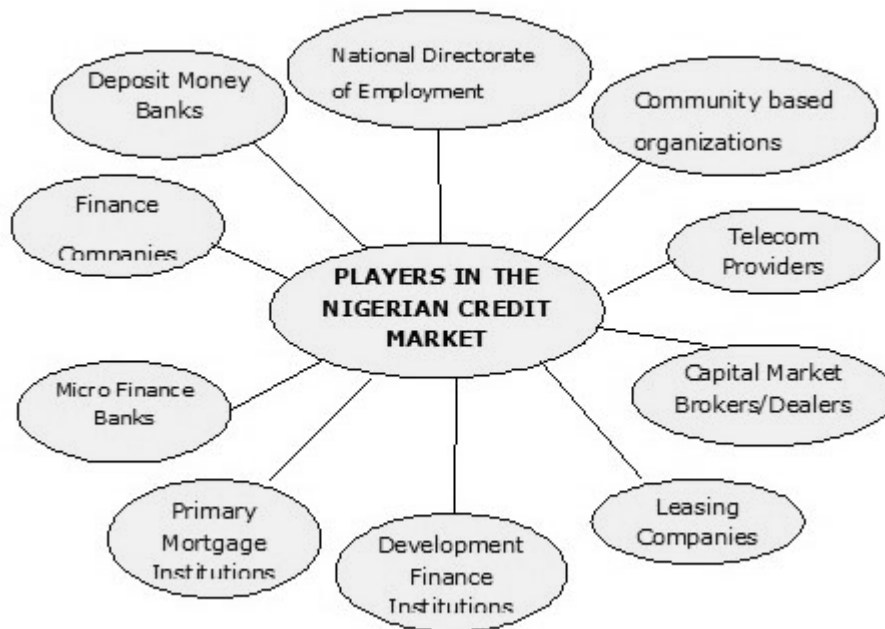 National Directorate
of Employment
Deposit Money
Banks
Community based
organizations
Finance
Companies
Telecom
Providers
PLAYERS IN THE
NIGERIAN CREDIT
MARKET
Micro Finance
Banks
Capital Market
Brokers/Dealers
Primary
Mortgage
Institutions
Development
Finance
Institutions
Leasing
Companies